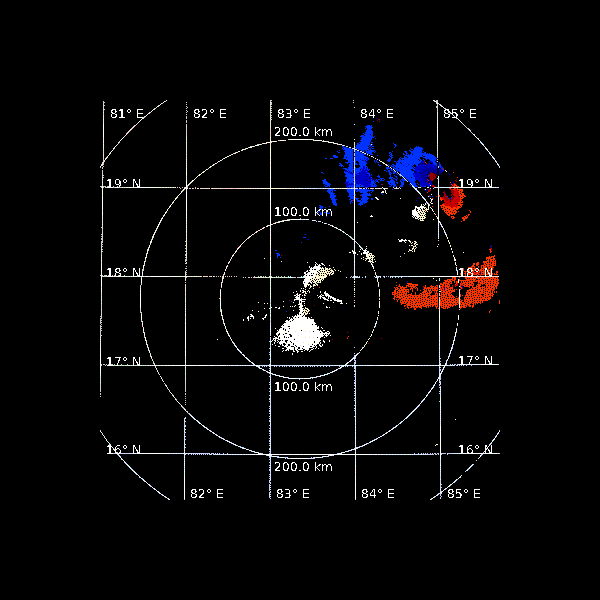 81° E 82° E 83° E 84° E 85° E
200.0 km
19° N 19° N
100.0 km
18° N 18° N
17° N 17° N
100.0 km
16° N 16° N
200.0 km
82° E 83° E 84° E 85° E